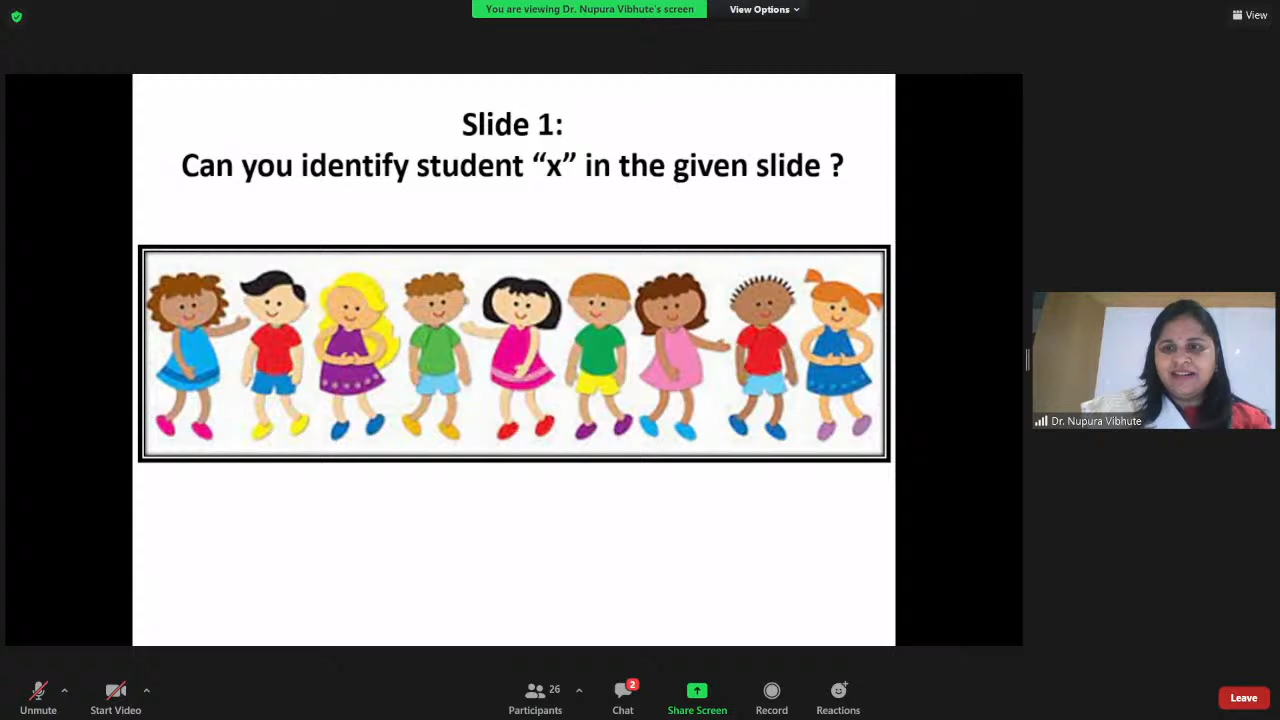 You are viewing Dr. Nupura Vibhute's screen
View Options
View
Slide 1:
Can you identify student “x” in the given slide ?
Dr. Nupura Vibhute
Unmute
Start Video
26
Participants
2
Chat
Share Screen
Record
Reactions
Leave